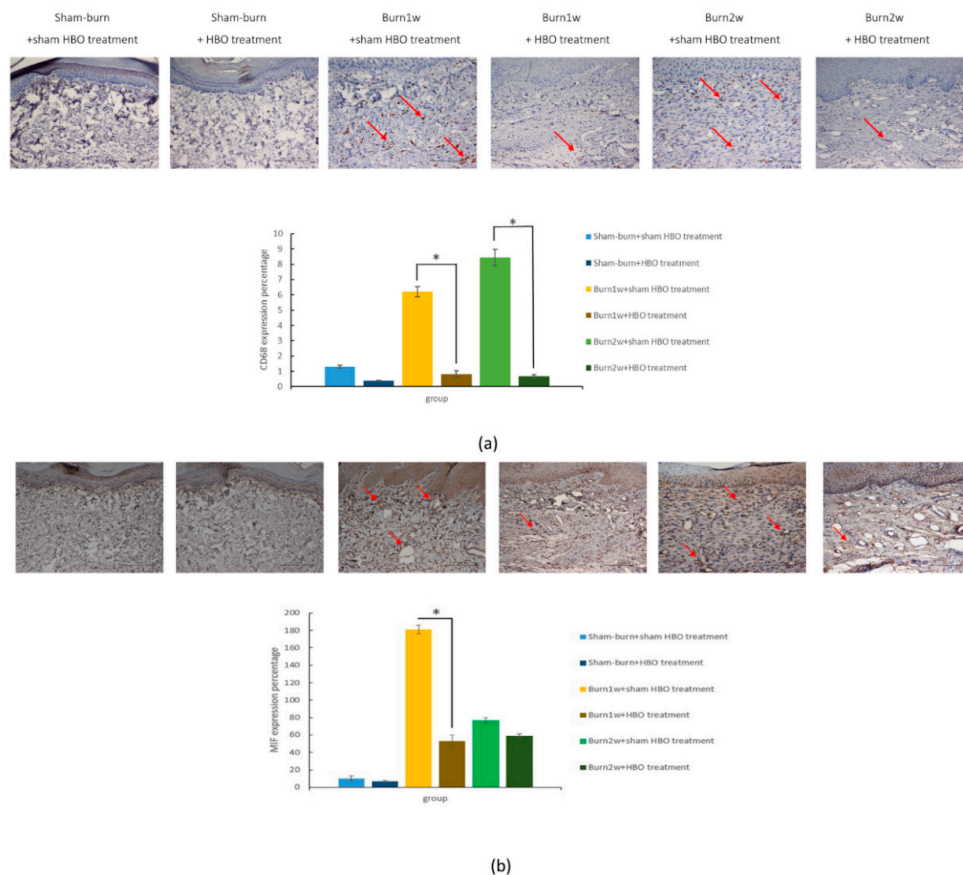 Sham-burn
+sham HBO treatment
Sham-burn
+ HBO treatment
Burn1w
+sham HBO treatment
Burn1w
+ HBO treatment
Burn2w
+sham HBO treatment
Burn2w
+ HBO treatment
CD68 expression percentage
10
9
8
7
6
5
4
3
2
1
0
*
*
group
Sham-burn+sham HBO treatment
Sham-burn+HBO treatment
Burn1w+sham HBO treatment
Burn1w+HBO treatment
Burn2w+sham HBO treatment
Burn2w+HBO treatment
(a)
MIF expression percentage
200
180
160
140
120
100
80
60
40
20
0
*
group
Sham-burn+sham HBO treatment
Sham-burn+HBO treatment
Burn1w+sham HBO treatment
Burn1w+HBO treatment
Burn2w+sham HBO treatment
Burn2w+HBO treatment
(b)